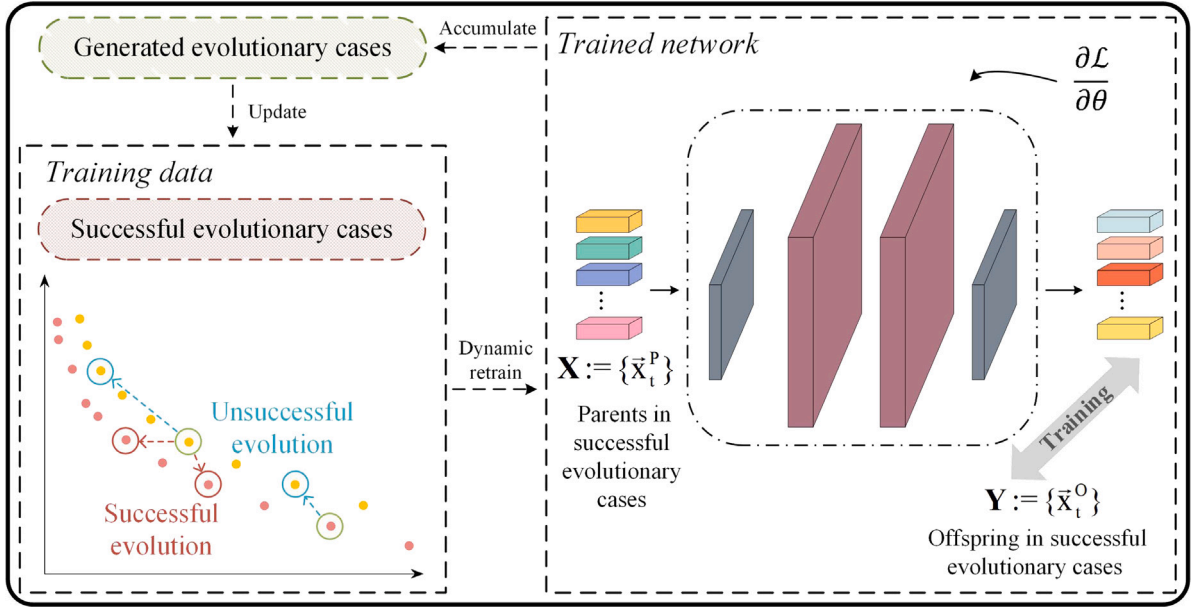 Generated evolutionary cases
Accumulate
Update
Training data
Successful evolutionary cases
Unsuccessful
evolution
Successful
evolution
Dynamic
retrain
Trained network
∂ℒ
∂θ
X := {x⃗ₜᴾ}
Parents in
successful
evolutionary
cases
Training
Y := {x⃗ₜᴼ}
Offspring in successful
evolutionary cases